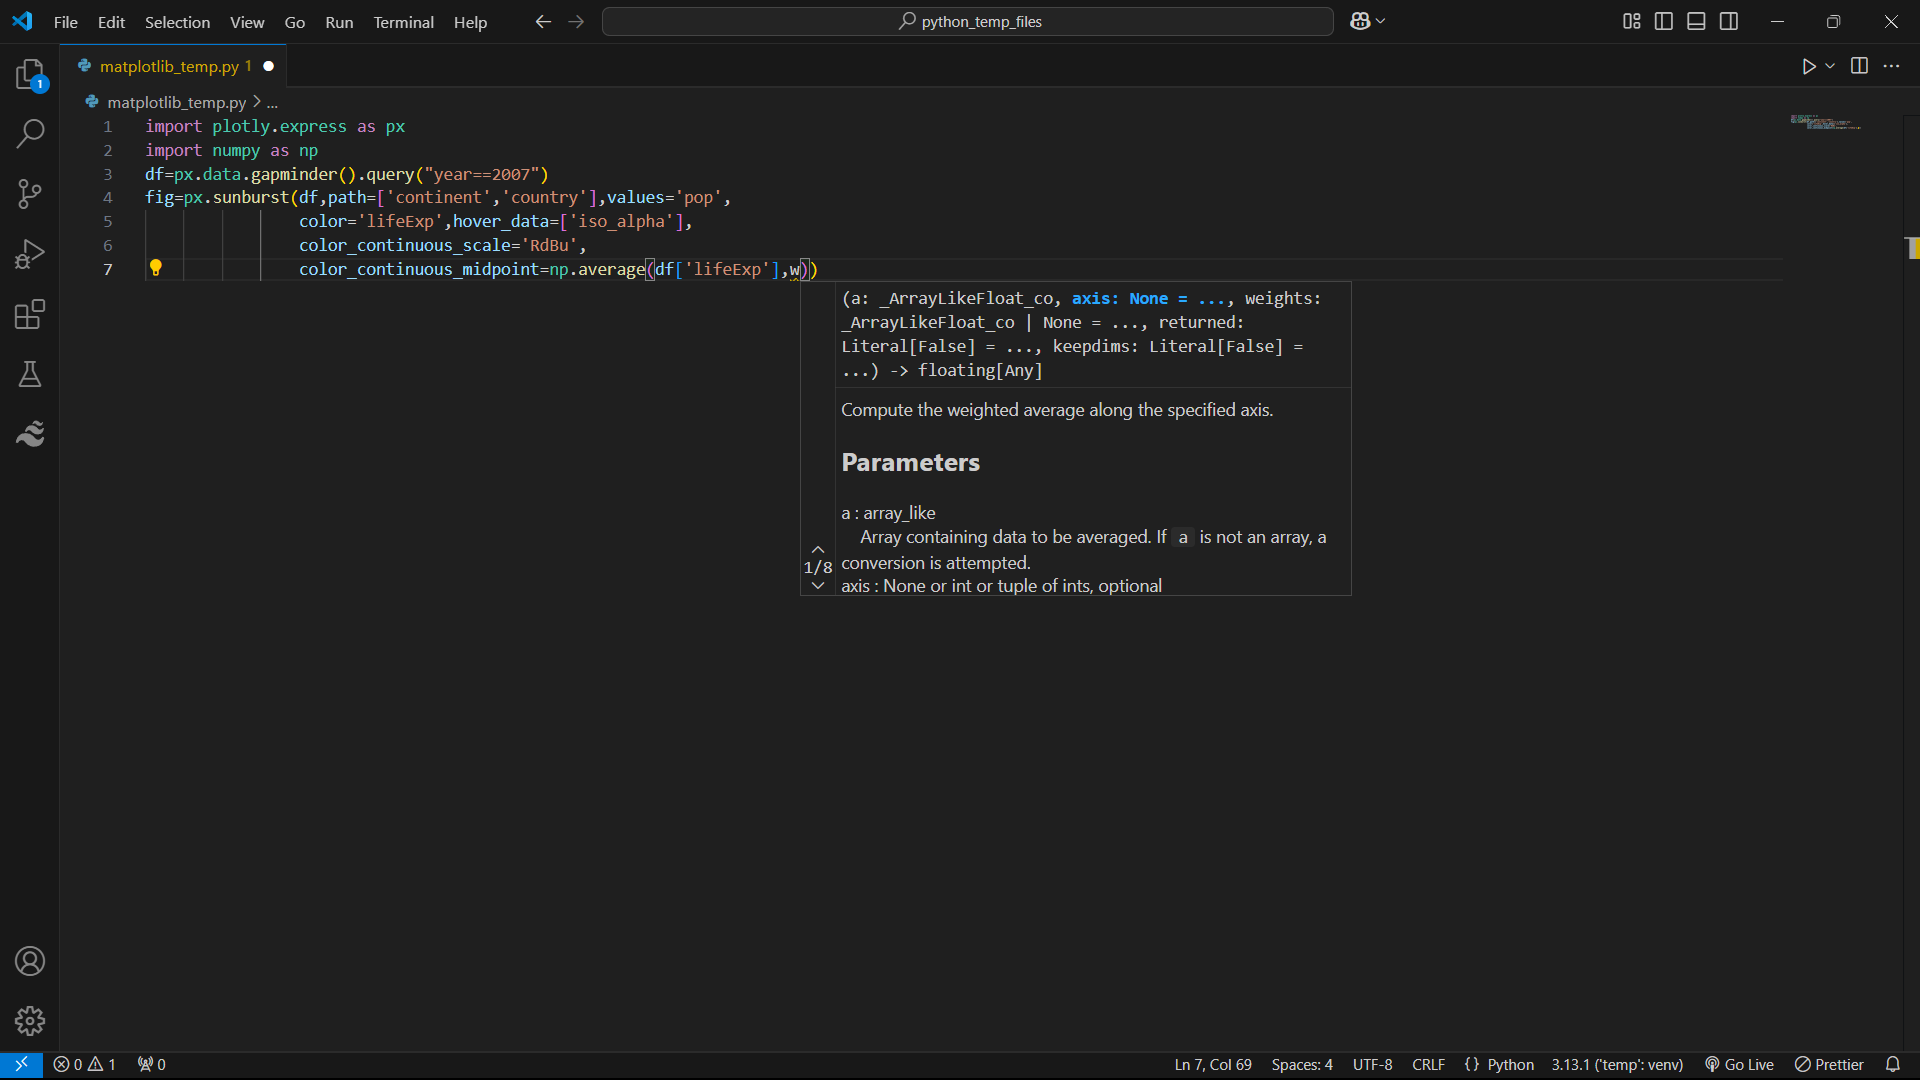 File Edit Selection View Go Run Terminal Help
python_temp_files
matplotlib_temp.py 1
1
matplotlib_temp.py > ...
1 import plotly.express as px
2 import numpy as np
3 df=px.data.gapminder().query("year==2007")
4 fig=px.sunburst(df,path=['continent','country'],values='pop',
5 color='lifeExp',hover_data=['iso_alpha'],
6 color_continuous_scale='RdBu',
7 color_continuous_midpoint=np.average(df['lifeExp'],w))
(a: _ArrayLikeFloat_co, axis: None = ..., weights:
_ArrayLikeFloat_co | None = ..., returned:
Literal[False] = ..., keepdims: Literal[False] =
...) -> floating[Any]
Compute the weighted average along the specified axis.
Parameters
a : array_like
Array containing data to be averaged. If a is not an array, a
conversion is attempted.
1/8
axis : None or int or tuple of ints, optional
0 1 0
Ln 7, Col 69 Spaces: 4 UTF-8 CRLF {} Python 3.13.1 ('temp': venv) Go Live Prettier